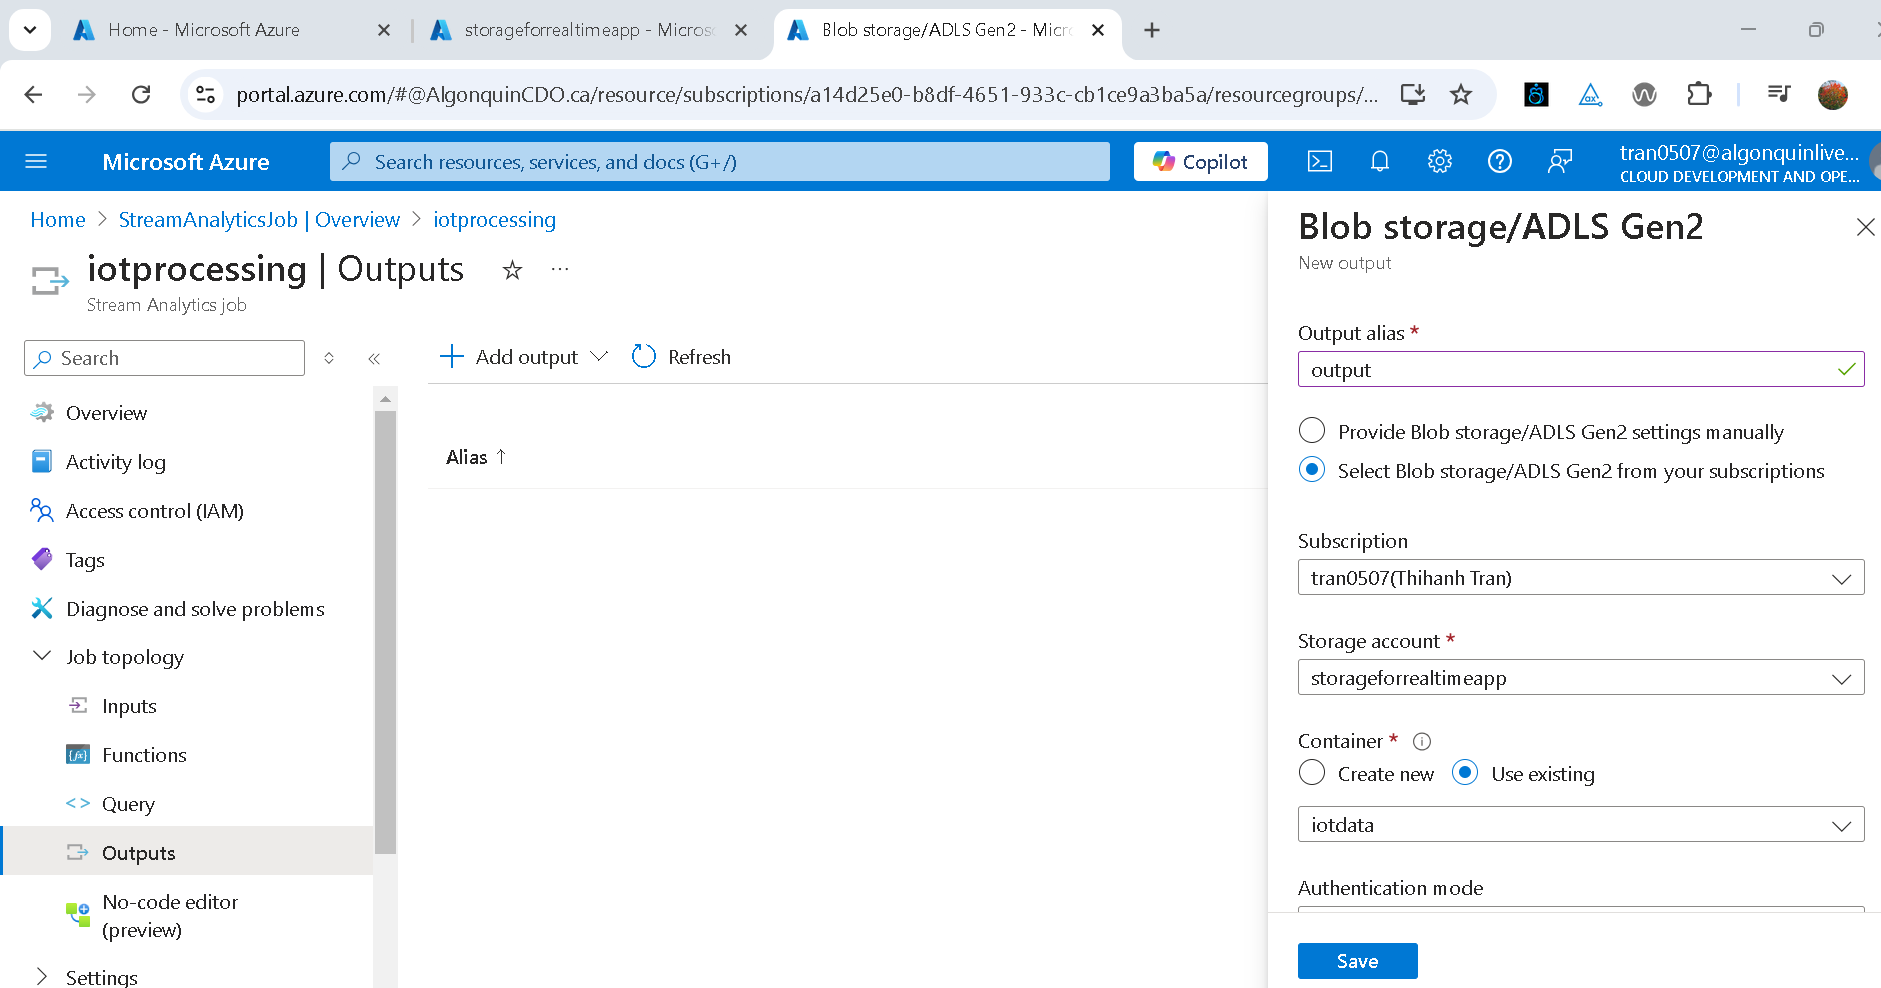 Home - Microsoft Azure
storageforrealtimeapp - Micros
Blob storage/ADLS Gen2 - Micr
portal.azure.com/#@AlgonquinCDO.ca/resource/subscriptions/a14d25e0-b8df-4651-933c-cb1ce9a3ba5a/resourcegroups/...
Microsoft Azure
Search resources, services, and docs (G+/)
Copilot
tran0507@algonquinlive...
CLOUD DEVELOPMENT AND OPE...
Home > StreamAnalyticsJob | Overview > iotprocessing
iotprocessing | Outputs
Stream Analytics job
Search
Overview
Activity log
Access control (IAM)
Tags
Diagnose and solve problems
Job topology
Inputs
Functions
Query
Outputs
No-code editor
(preview)
Settings
Add output
Refresh
Alias ↑
Blob storage/ADLS Gen2
New output
Output alias *
output
Provide Blob storage/ADLS Gen2 settings manually
Select Blob storage/ADLS Gen2 from your subscriptions
Subscription
tran0507(Thihanh Tran)
Storage account *
storageforrealtimeapp
Container *
Create new
Use existing
iotdata
Authentication mode
Save